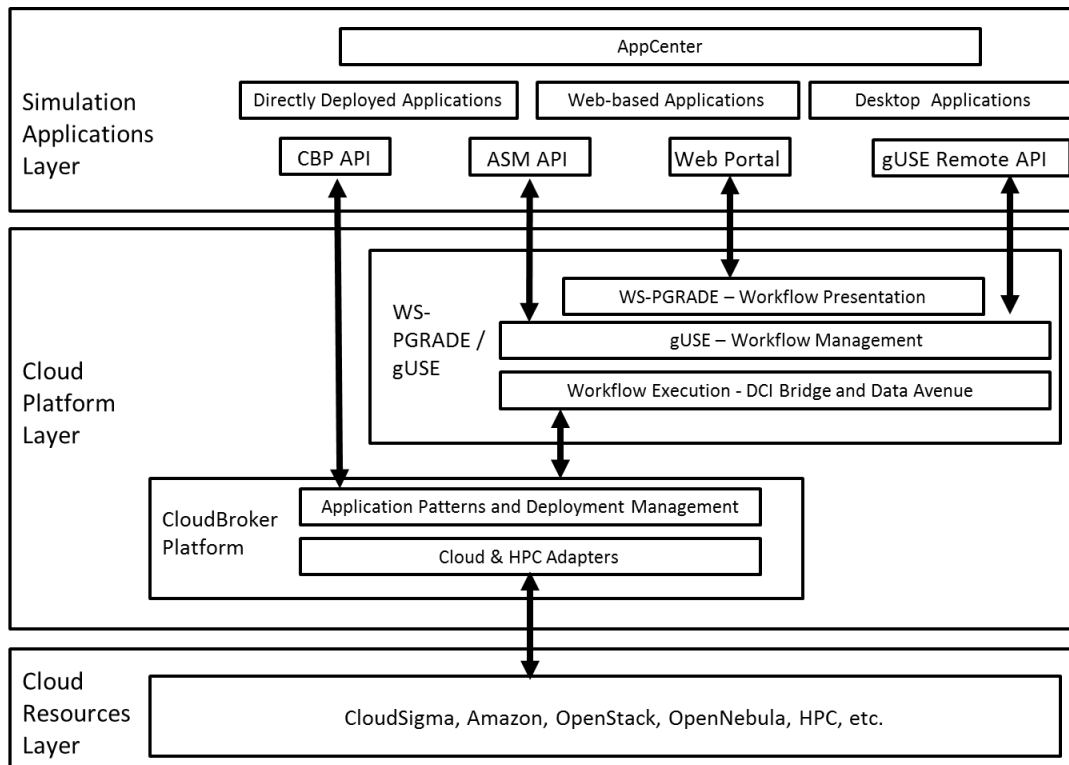 AppCenter
Simulation
Applications
Layer
Directly Deployed Applications
Web-based Applications
Desktop Applications
CBP API
ASM API
Web Portal
gUSE Remote API
Cloud
Platform
Layer
WS-
PGRADE /
gUSE
WS-PGRADE – Workflow Presentation
gUSE – Workflow Management
Workflow Execution - DCI Bridge and Data Avenue
CloudBroker
Platform
Application Patterns and Deployment Management
Cloud & HPC Adapters
Cloud
Resources
Layer
CloudSigma, Amazon, OpenStack, OpenNebula, HPC, etc.